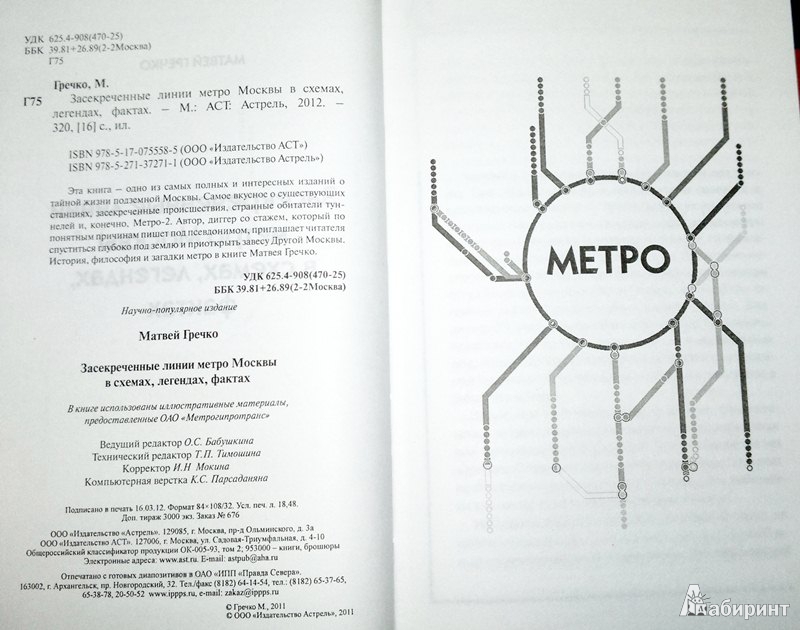 УДК 625.4-908(470-25)
ББК 39.81+26.89(2-2Москва)
Г75
Гречко, М.
Г75 Засекреченные линии метро Москвы в схемах,
легендах, фактах. – М.: АСТ: Астрель, 2012. –
320, [16] с., ил.
ISBN 978-5-17-075558-5 (ООО «Издательство АСТ»)
ISBN 978-5-271-37271-1 (ООО «Издательство Астрель»)
Эта книга – одно из самых полных и интересных изданий о
тайной жизни подземной Москвы. Самое вкусное о существующих
станциях, засекреченные происшествия, странные обитатели тун-
нелей и, конечно, Метро-2. Автор, диггер со стажем, который по
понятным причинам пишет под псевдонимом, приглашает читателя
спуститься глубоко под землю и приоткрыть завесу Другой Москвы.
История, философия и загадки метро в книге Матвея Гречко.
УДК 625.4-908(470-25)
ББК 39.81+26.89(2-2Москва)
Научно-популярное издание
Матвей Гречко
Засекреченные линии метро Москвы
в схемах, легендах, фактах
В книге использованы иллюстративные материалы,
предоставленные ОАО «Метрогипротранс»
Ведущий редактор О.С. Бабушкина
Технический редактор Т.П. Тимошина
Корректор И.Н Мокина
Компьютерная верстка К.С. Парсаданяна
Подписано в печать 16.03.12. Формат 84×108/32. Усл. печ. л. 18,48.
Доп. тираж 3000 экз. Заказ № 676
ООО «Издательство «Астрель». 129085, г. Москва, пр-д Ольминского, д. 3а
ООО «Издательство АСТ». 127006, г. Москва, ул. Садовая-Триумфальная, д. 4-10
Общероссийский классификатор продукции ОК-005-93, том 2; 953000 – книги, брошюры
Электронные адреса: www.ast.ru. E-mail: astpub@aha.ru
Отпечатано с готовых диапозитивов в ОАО «ИПП «Правда Севера».
163002, г. Архангельск, пр. Новгородский, 32. Тел./факс (8182) 64-14-54, тел.: (8182) 65-37-65,
65-38-78, 20-50-52 www.ippps.ru, e-mail: zakaz@ippps.ru
© Гречко М., 2011
© ООО «Издательство Астрель», 2011
МАТВЕЙ ГРЕЧКО
В СХЕМАХ, ЛЕГЕНДАХ,
ФАКТАХ
МЕТРО
Лабиринт